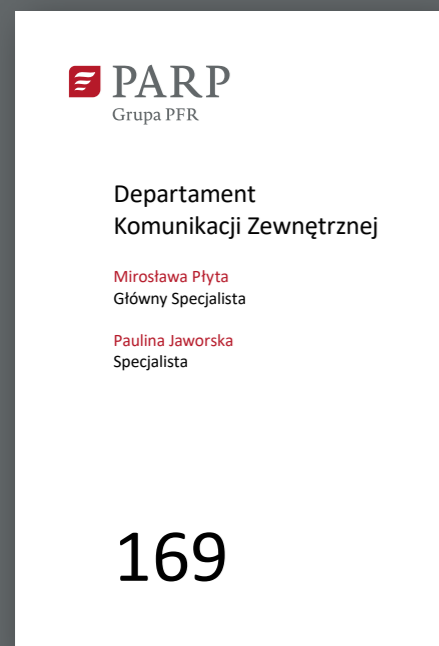 PARP
Grupa PFR
Departament
Komunikacji Zewnętrznej
Mirosława Płyta
Główny Specjalista
Paulina Jaworska
Specjalista
169